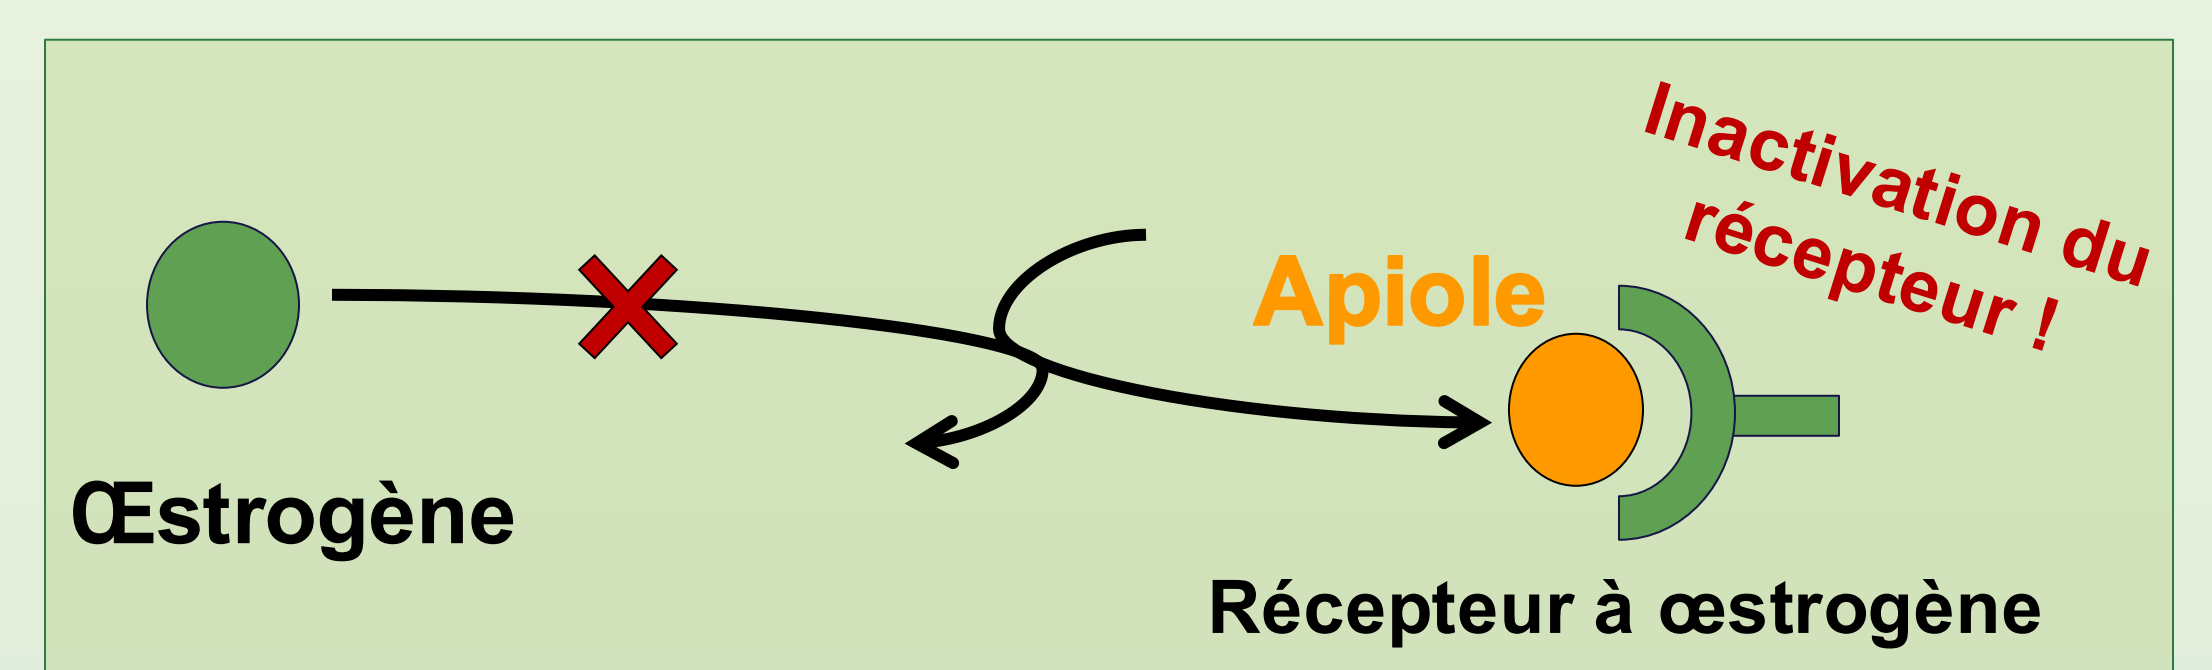 Inactivation du
récepteur !
Apiole
Œstrogène
Récepteur à œstrogène